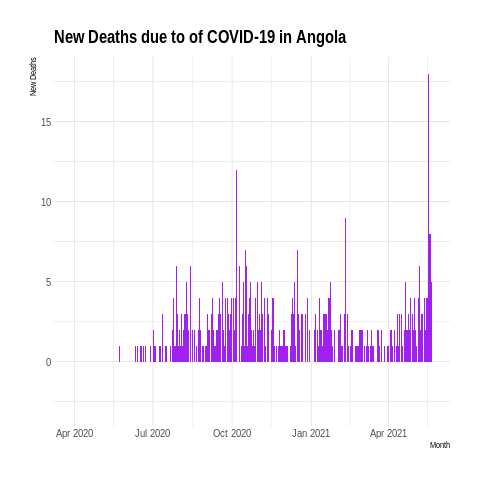 New Deaths due to of COVID-19 in Angola
New Deaths
15
10
5
0
Apr 2020 Jul 2020 Oct 2020 Jan 2021 Apr 2021
Month